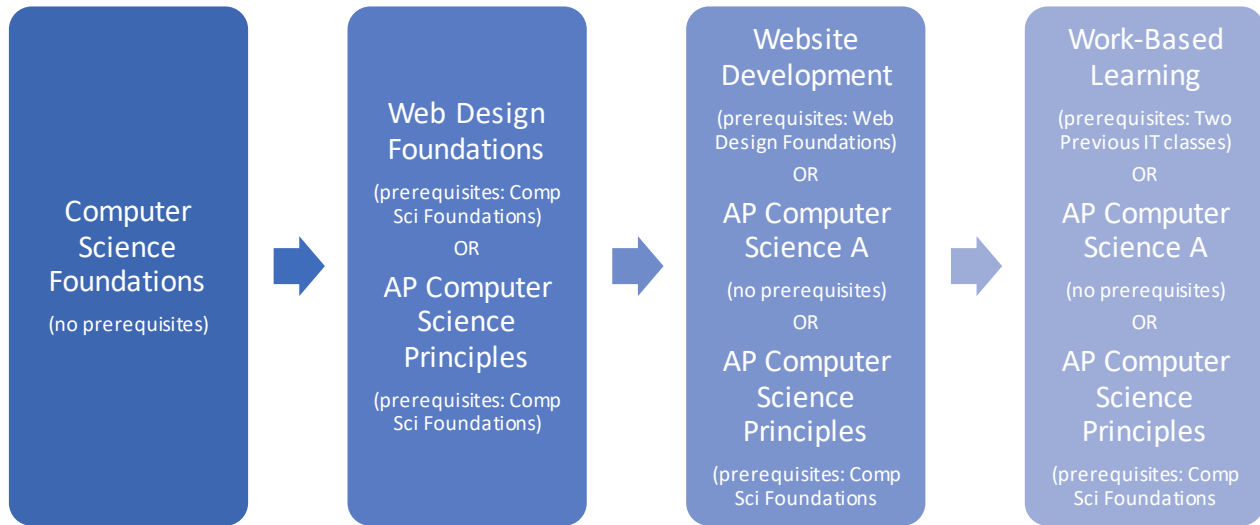 Computer
Science
Foundations
(no prerequisites)
Web Design
Foundations
(prerequisites: Comp
Sci Foundations)
OR
AP Computer
Science
Principles
(prerequisites: Comp
Sci Foundations)
Website
Development
(prerequisites: Web
Design Foundations)
OR
AP Computer
Science A
(no prerequisites)
OR
AP Computer
Science
Principles
(prerequisites: Comp
Sci Foundations
Work-Based
Learning
(prerequisites: Two
Previous IT classes)
OR
AP Computer
Science A
(no prerequisites)
OR
AP Computer
Science
Principles
(prerequisites: Comp
Sci Foundations